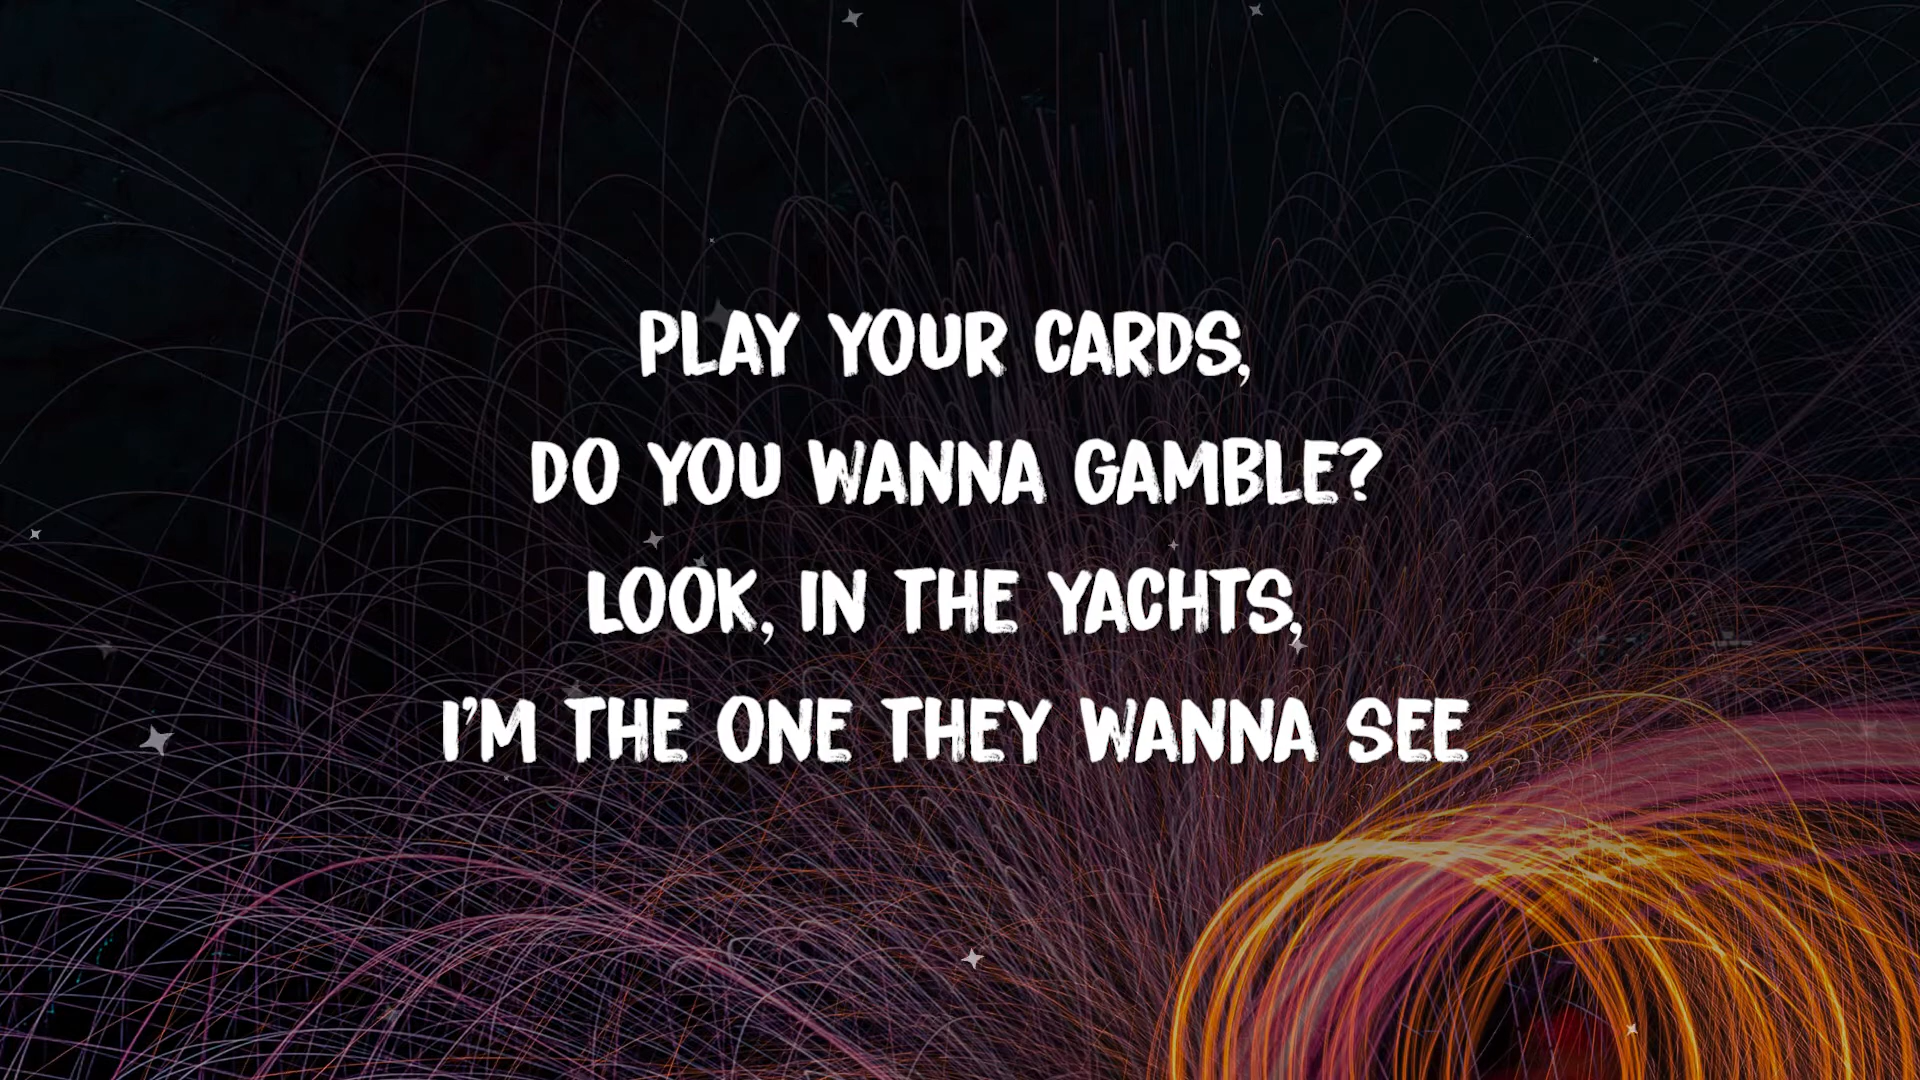 PLAY YOUR CARDS,
DO YOU WANNA GAMBLE?
LOOK, IN THE YACHTS,
I'M THE ONE THEY WANNA SEE